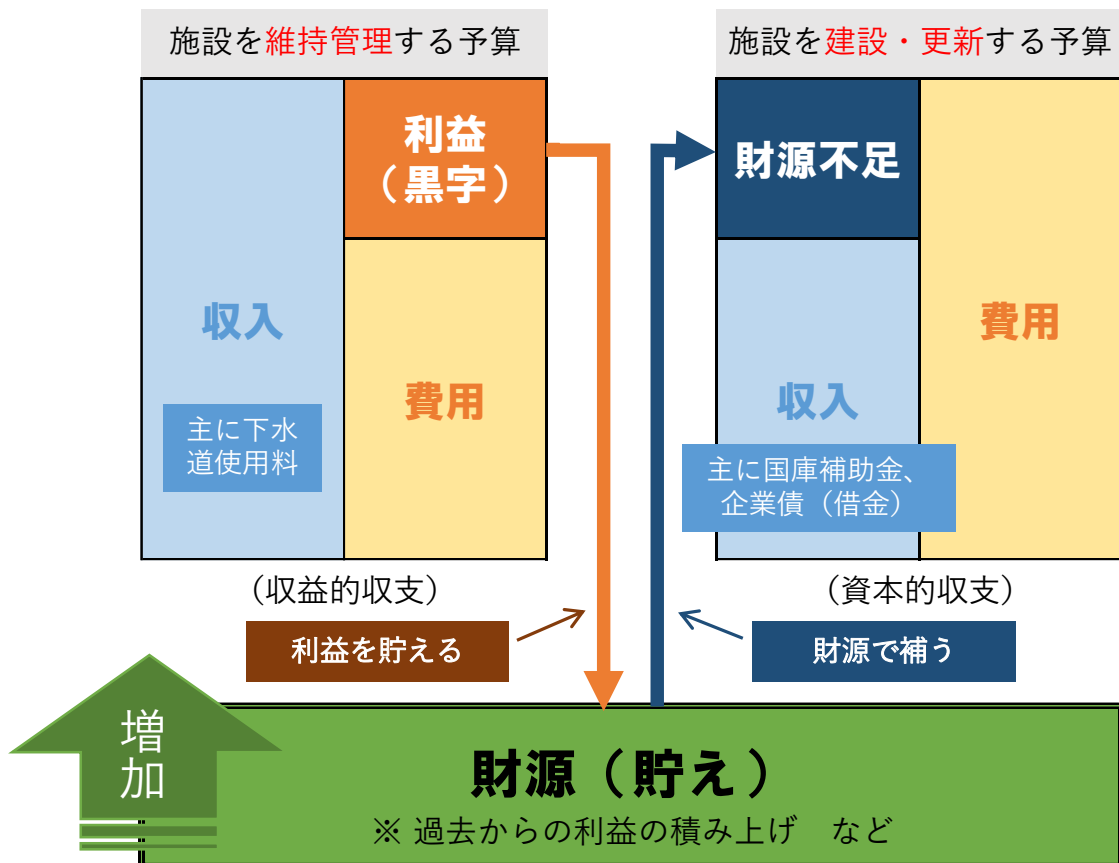 施設を維持管理する予算
利益
（黒字）
収入
主に下水
道使用料
費用
（収益的収支）
利益を貯える
施設を建設・更新する予算
財源不足
収入
主に国庫補助金、
企業債（借金）
費用
（資本的収支）
財源で補う
増
加
財源（貯え）
※ 過去からの利益の積み上げ　など